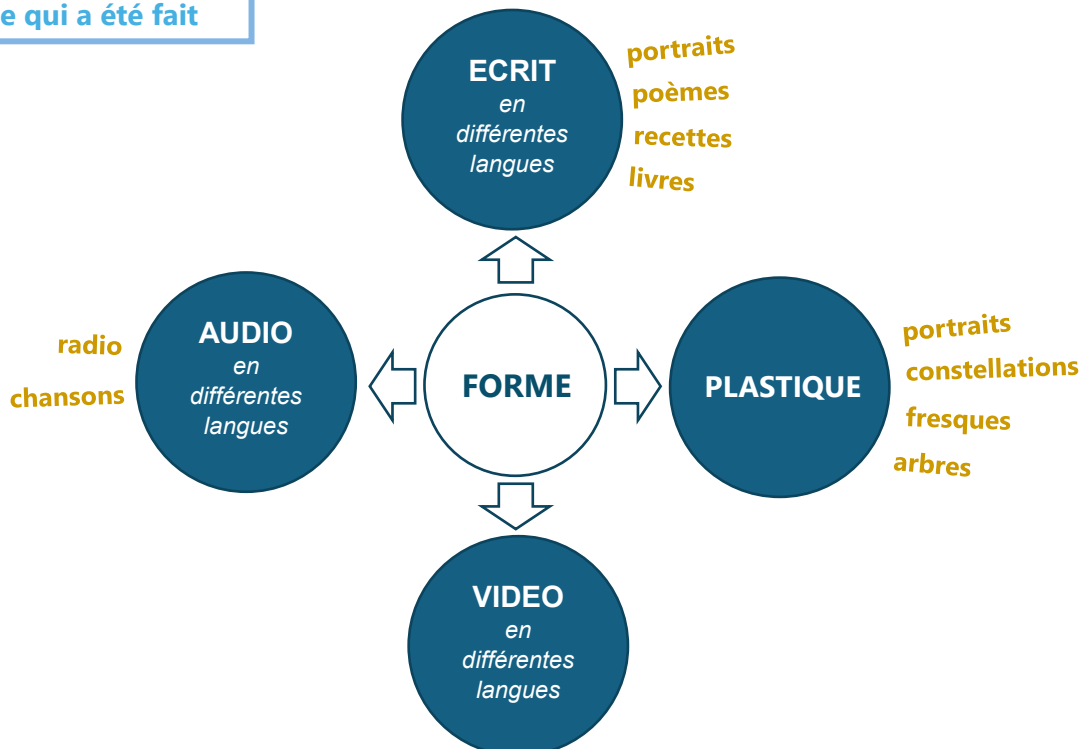 e qui a été fait
ECRIT
en
différentes
langues
portraits
poèmes
recettes
livres
AUDIO
en
différentes
langues
radio
chansons
FORME
PLASTIQUE
portraits
constellations
fresques
arbres
VIDEO
en
différentes
langues